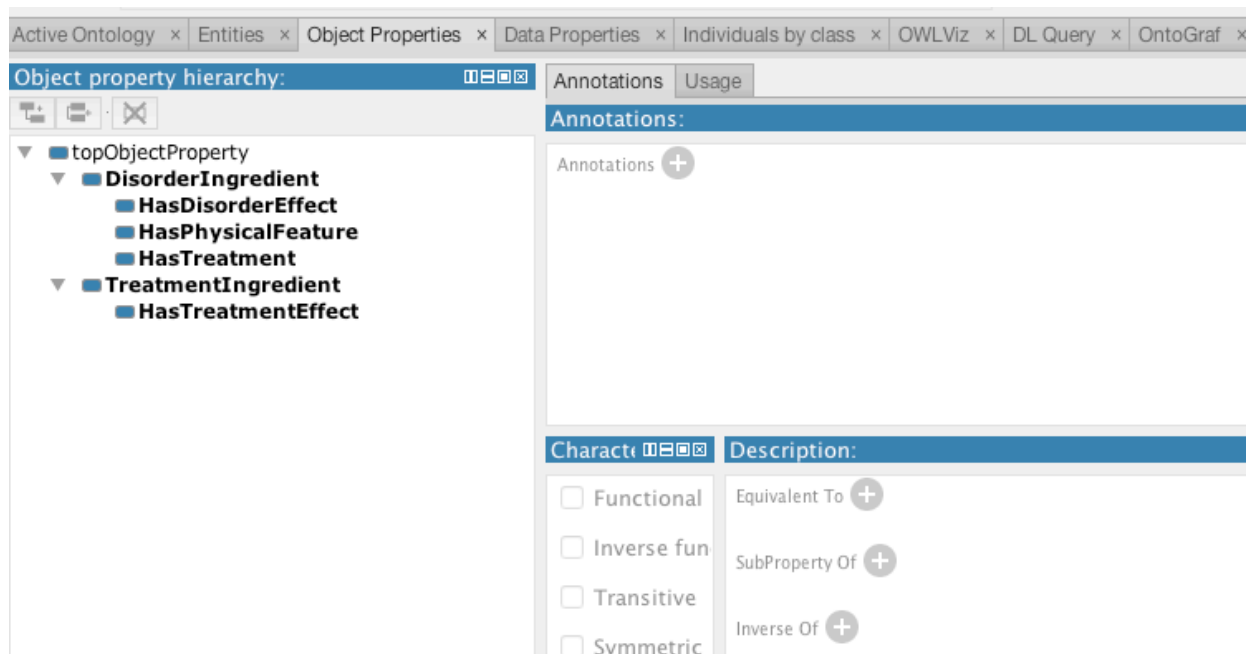 Active Ontology × Entities × Object Properties × Data Properties × Individuals by class × OWLViz × DL Query × OntoGraf ×
Object property hierarchy:
topObjectProperty
DisorderIngredient
HasDisorderEffect
HasPhysicalFeature
HasTreatment
TreatmentIngredient
HasTreatmentEffect
Annotations Usage
Annotations:
Annotations
Characte
Functional
Inverse fun
Transitive
Symmetric
Description:
Equivalent To
SubProperty Of
Inverse Of